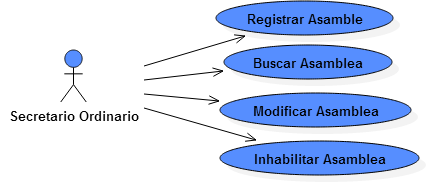 Registrar Asamble
Buscar Asamblea
Secretario Ordinario
Modificar Asamblea
Inhabilitar Asamblea